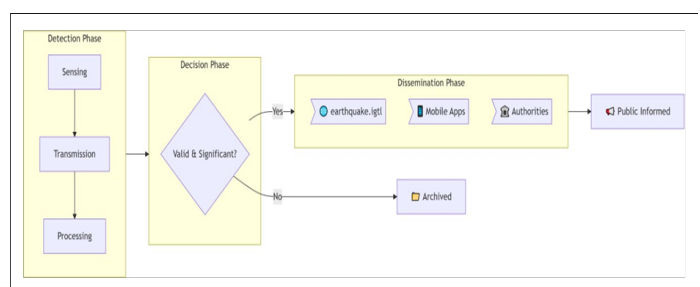 Detection Phase
Sensing
Transmission
Processing
Decision Phase
Valid & Significant?
Yes
No
Dissemination Phase
earthquake.igtl
Mobile Apps
Authorities
Public Informed
Archived